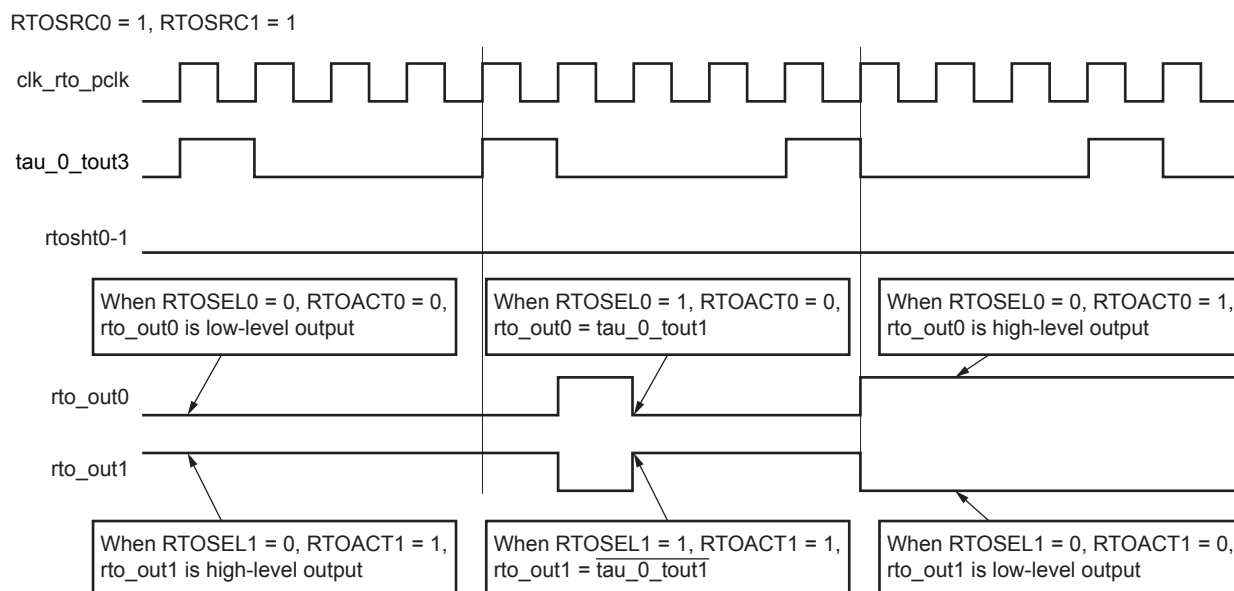 RTOSRC0 = 1, RTOSRC1 = 1
clk_rto_pclk
tau_0_tout3
rtosht0-1
When RTOSEL0 = 0, RTOACT0 = 0,
rto_out0 is low-level output
When RTOSEL0 = 1, RTOACT0 = 0,
rto_out0 = tau_0_tout1
When RTOSEL0 = 0, RTOACT0 = 1,
rto_out0 is high-level output
rto_out0
rto_out1
When RTOSEL1 = 0, RTOACT1 = 1,
rto_out1 is high-level output
When RTOSEL1 = 1, RTOACT1 = 1,
rto_out1 = t̅a̅u̅_̅0̅_̅t̅o̅u̅t̅1̅
When RTOSEL1 = 0, RTOACT1 = 0,
rto_out1 is low-level output